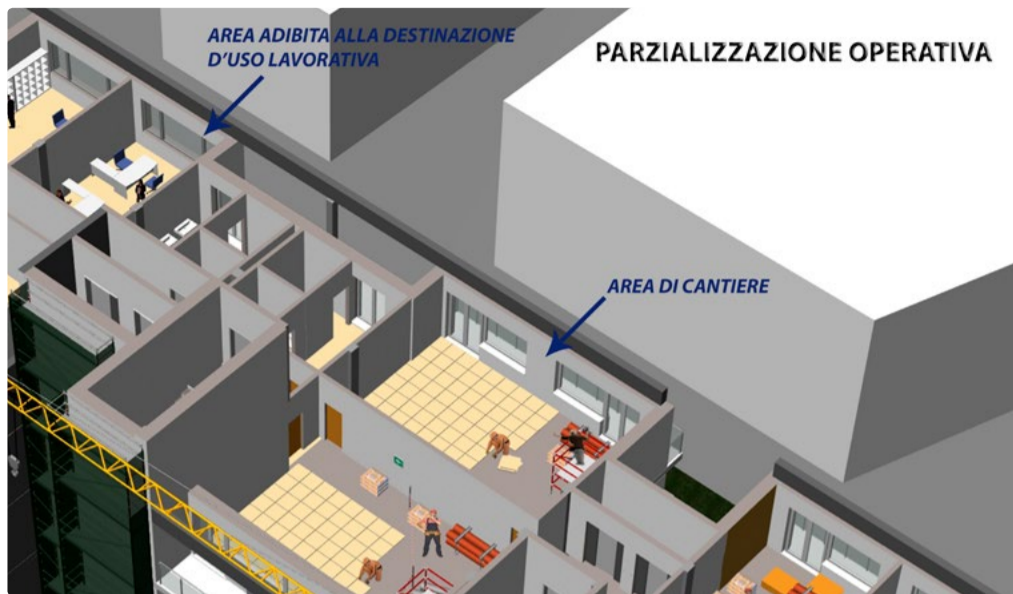 AREA ADIBITA ALLA DESTINAZIONE
D'USO LAVORATIVA
PARZIALIZZAZIONE OPERATIVA
AREA DI CANTIERE